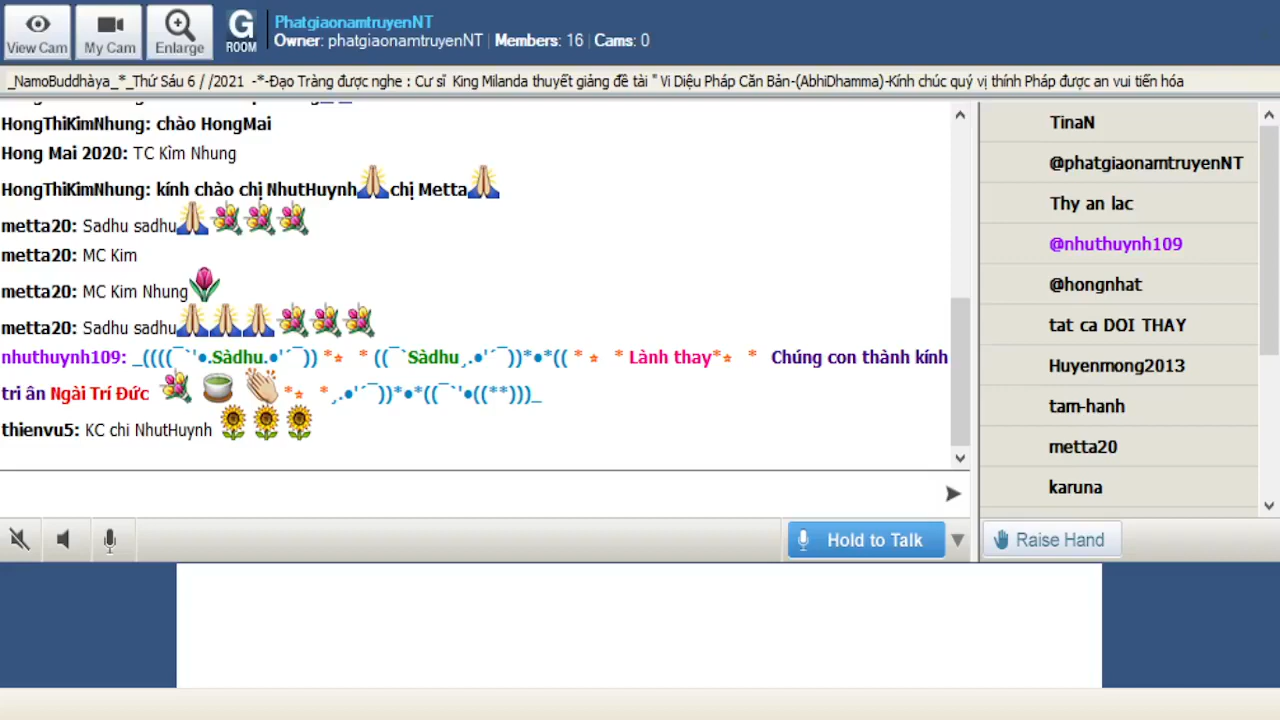 View Cam
My Cam
Enlarge
G
ROOM
PhatgiaonamtruyenNT
Owner: phatgiaonamtruyenNT | Members: 16 | Cams: 0
_NamoBuddhàya_*_Thứ Sáu 6 / /2021 -*-Đạo Tràng được nghe : Cư sĩ King Milanda thuyết giảng đề tài " Vi Diệu Pháp Căn Bản-(AbhiDhamma)-Kính chúc quý vị thính Pháp được an vui tiến hóa
HongThiKimNhung: chào HongMai
Hong Mai 2020: TC Kîm Nhung
HongThiKimNhung: kính chào chị NhutHuynh chị Metta
metta20: Sadhu sadhu
metta20: MC Kim
metta20: MC Kim Nhung
metta20: Sadhu sadhu
nhuthuynh109: _((((¯`'•.Sàdhu.•'´¯)) *⭒ * ((¯`Sàdhu¸.•'´¯))*•*(( * ⭒ * Lành thay*⭒ * Chúng con thành kính
tri ân Ngài Trí Đức *⭒ *¸.•'´¯))*•*((¯`'•((**)))_
thienvu5: KC chi NhutHuynh
TinaN
@phatgiaonamtruyenNT
Thy an lac
@nhuthuynh109
@hongnhat
tat ca DOI THAY
Huyenmong2013
tam-hanh
metta20
karuna
Hold to Talk
Raise Hand